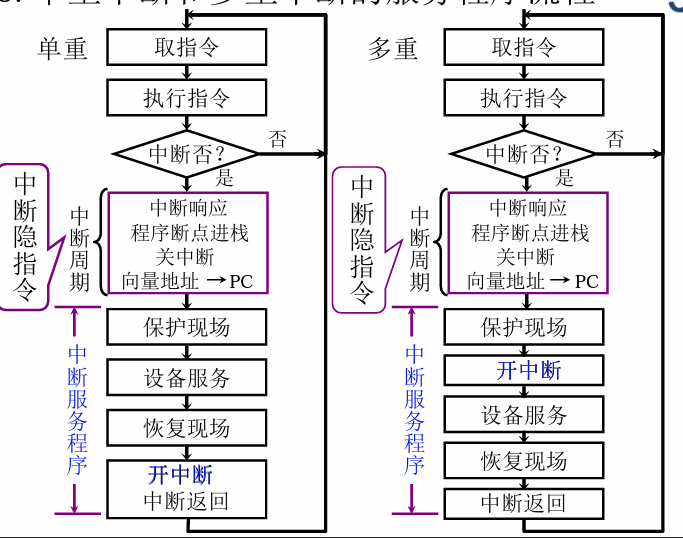 单重
取指令
执行指令
中断否？
否
是
中断隐指令
中断周期
中断响应
程序断点进栈
关中断
向量地址 → PC
中断服务程序
保护现场
设备服务
恢复现场
开中断
中断返回
多重
取指令
执行指令
中断否？
否
是
中断隐指令
中断周期
中断响应
程序断点进栈
关中断
向量地址 → PC
中断服务程序
保护现场
开中断
设备服务
恢复现场
中断返回